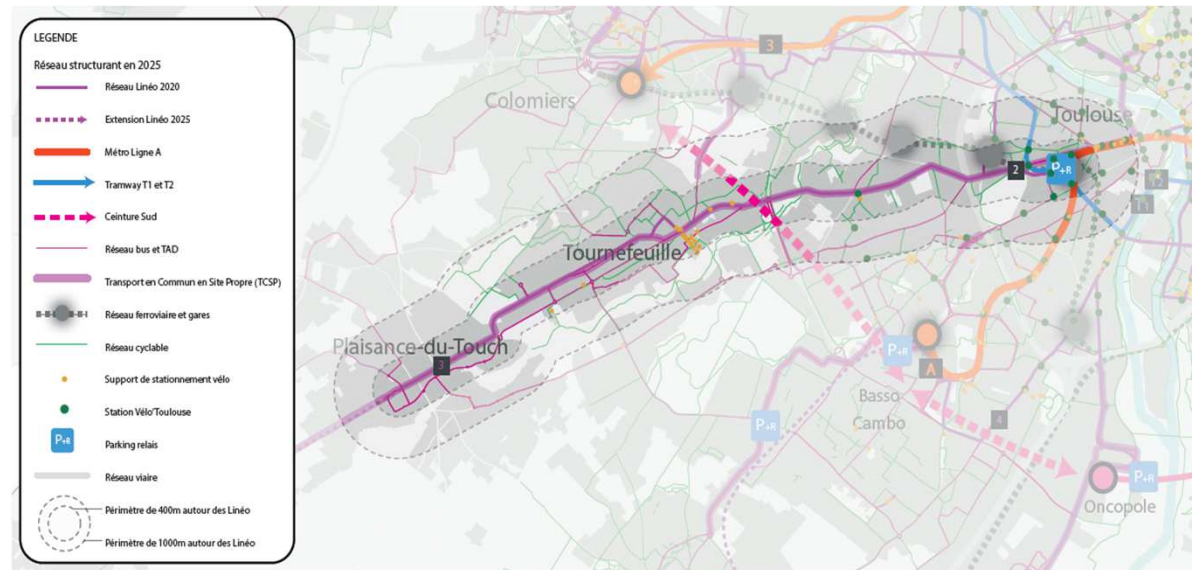 LEGENDE
Réseau structurant en 2025
Réseau Linéo 2020
Extension Linéo 2025
Métro Ligne A
Tramway T1 et T2
Ceinture Sud
Réseau bus et TAD
Transport en Commun en Site Propre (TCSP)
Réseau ferroviaire et gares
Réseau cyclable
Support de stationnement vélo
Station Vélo'Toulouse
P+R
Parking relais
Réseau viaire
Périmètre de 400m autour des Linéo
Périmètre de 1000m autour des Linéo
3
Colomiers
Toulouse
2
P+R
T2
T1
Tournefeuille
Plaisance-du-Touch
3
P+R
A
Basso
Cambo
P+R
4
P+R
Oncopole